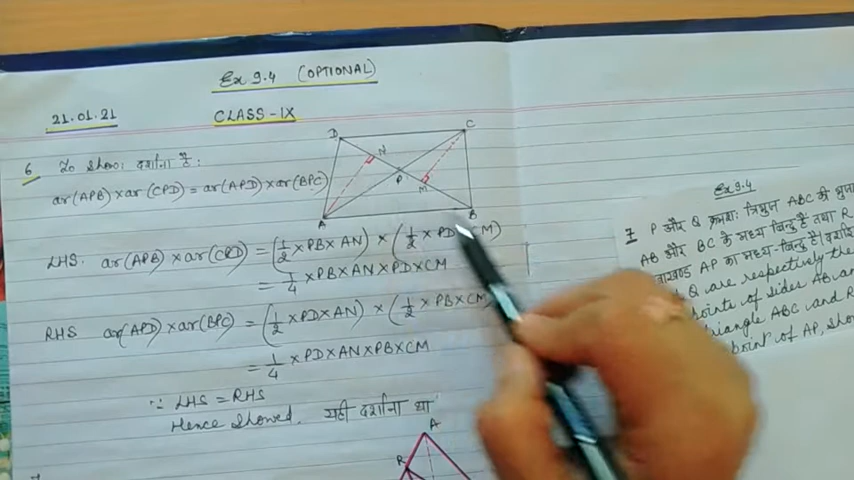 Ex 9.4 (OPTIONAL)
21.01.21
CLASS-IX
6 To Show: दर्शाना है:
ar(APB)×ar(CPD)=ar(APD)×ar(BPC)
D
C
N
P
M
A
B
LHS. ar(APB)×ar(CPD) = (1/2 ×PB×AN) × (1/2 ×PD CM)
= 1/4 ×PB×AN×PD×CM
RHS ar(APD)×ar(BPC) = (1/2 ×PD×AN) × (1/2 ×PB×CM
= 1/4 ×PD×AN×PB×CM
∵ LHS = RHS
Hence Showed. यही दर्शाना था
A
R
Ex 9.4
7 P और Q क्रमशः त्रिभुज ABC की
AB और BC के मध्य बिन्दु हैं तथा R
AP का मध्य-बिन्दु है।
Q are respectively the
points of sides AB and
triangle ABC and R
point of AP, show